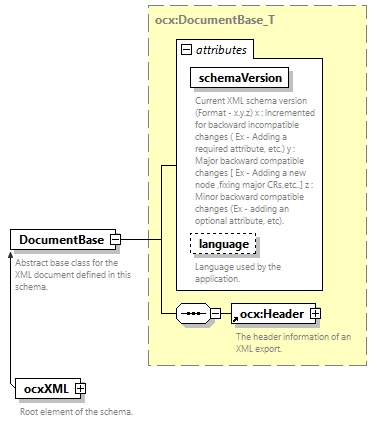 ocx:DocumentBase_T
attributes
schemaVersion
Current XML schema version
(Format - x.y.z) x : Incremented
for backward incompatible
changes ( Ex - Adding a
required attribute, etc.) y :
Major backward compatible
changes [ Ex - Adding a new
node ,fixing major CRs,etc..] z :
Minor backward compatible
changes (Ex - adding an
optional attribute, etc).
language
Language used by the
application.
DocumentBase
Abstract base class for the
XML document defined in this
schema.
ocx:Header
The header information of an
XML export.
ocxXML
Root element of the schema.